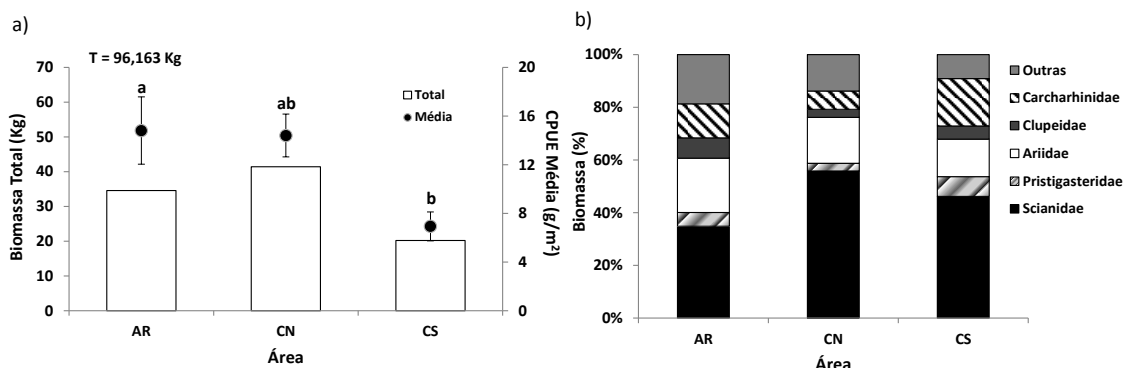 a)
T = 96,163 Kg
Biomassa Total (Kg)
70
60
50
40
30
20
10
0
a
ab
b
Total
Média
20
16
12
8
4
0
CPUE Média (g/m²)
AR
CN
CS
Área
b)
Biomassa (%)
100%
80%
60%
40%
20%
0%
AR
CN
CS
Área
Outras
Carcharhinidae
Clupeidae
Ariidae
Pristigasteridae
Scianidae